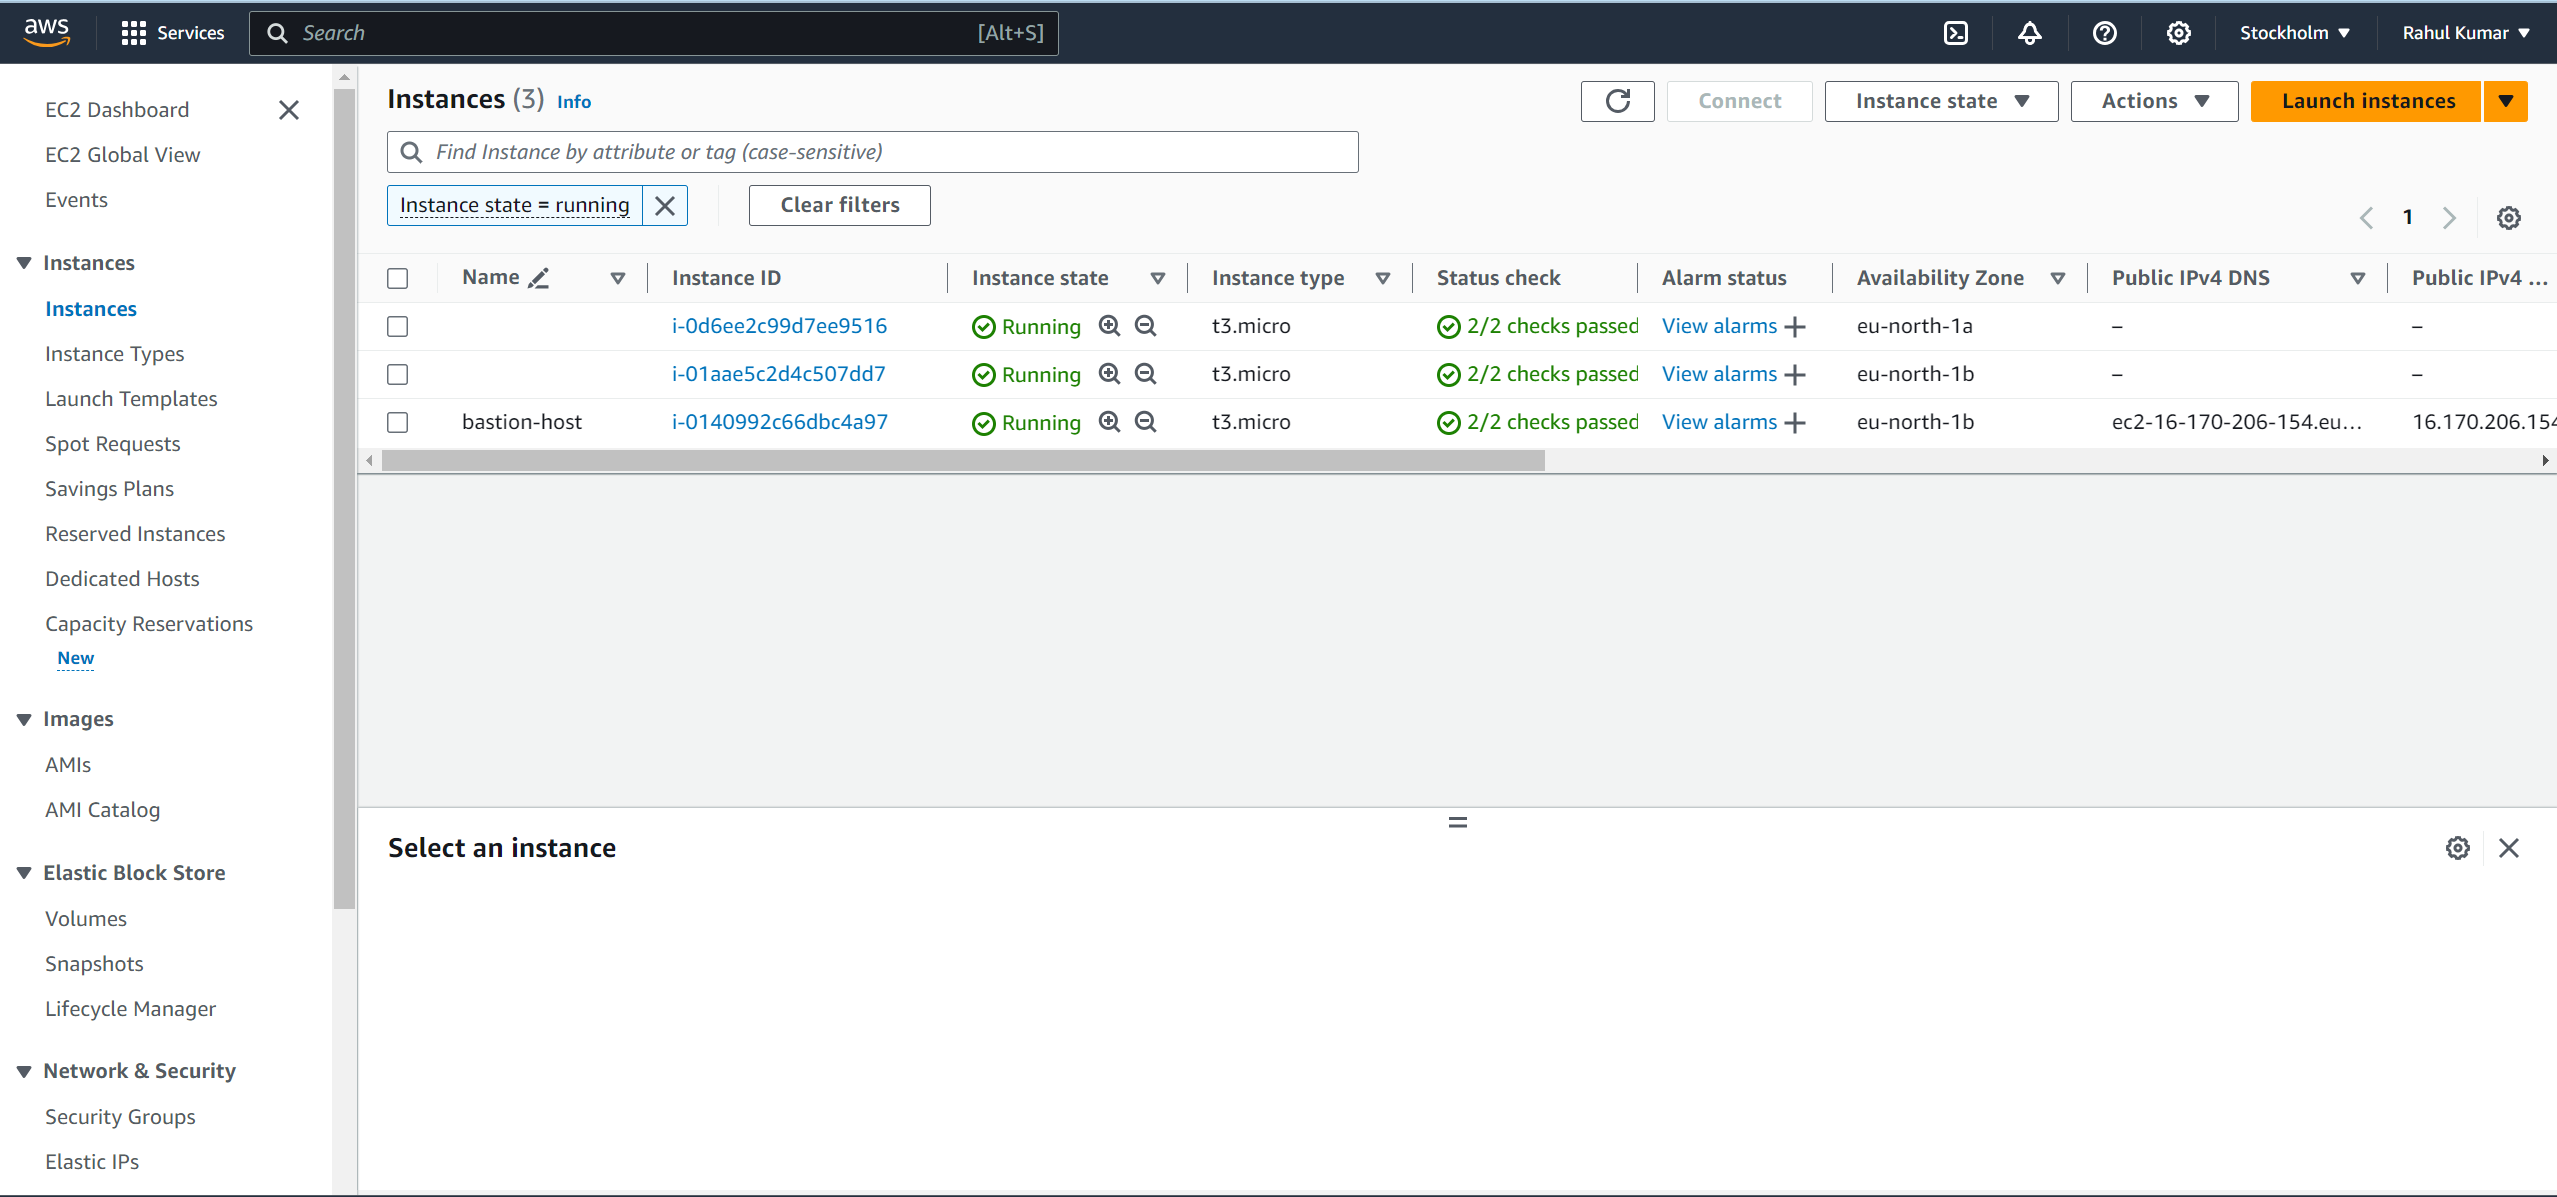 aws Services Search [Alt+S] Stockholm Rahul Kumar
EC2 Dashboard
EC2 Global View
Events
Instances
Instances
Instance Types
Launch Templates
Spot Requests
Savings Plans
Reserved Instances
Dedicated Hosts
Capacity Reservations
New
Images
AMIs
AMI Catalog
Elastic Block Store
Volumes
Snapshots
Lifecycle Manager
Network & Security
Security Groups
Elastic IPs
Instances (3) Info Connect Instance state Actions Launch instances
Find Instance by attribute or tag (case-sensitive)
Instance state = running Clear filters
1
Name Instance ID Instance state Instance type Status check Alarm status Availability Zone Public IPv4 DNS Public IPv4 ...
i-0d6ee2c99d7ee9516 Running t3.micro 2/2 checks passed View alarms eu-north-1a – –
i-01aae5c2d4c507dd7 Running t3.micro 2/2 checks passed View alarms eu-north-1b – –
bastion-host i-0140992c66dbc4a97 Running t3.micro 2/2 checks passed View alarms eu-north-1b ec2-16-170-206-154.eu... 16.170.206.154
Select an instance